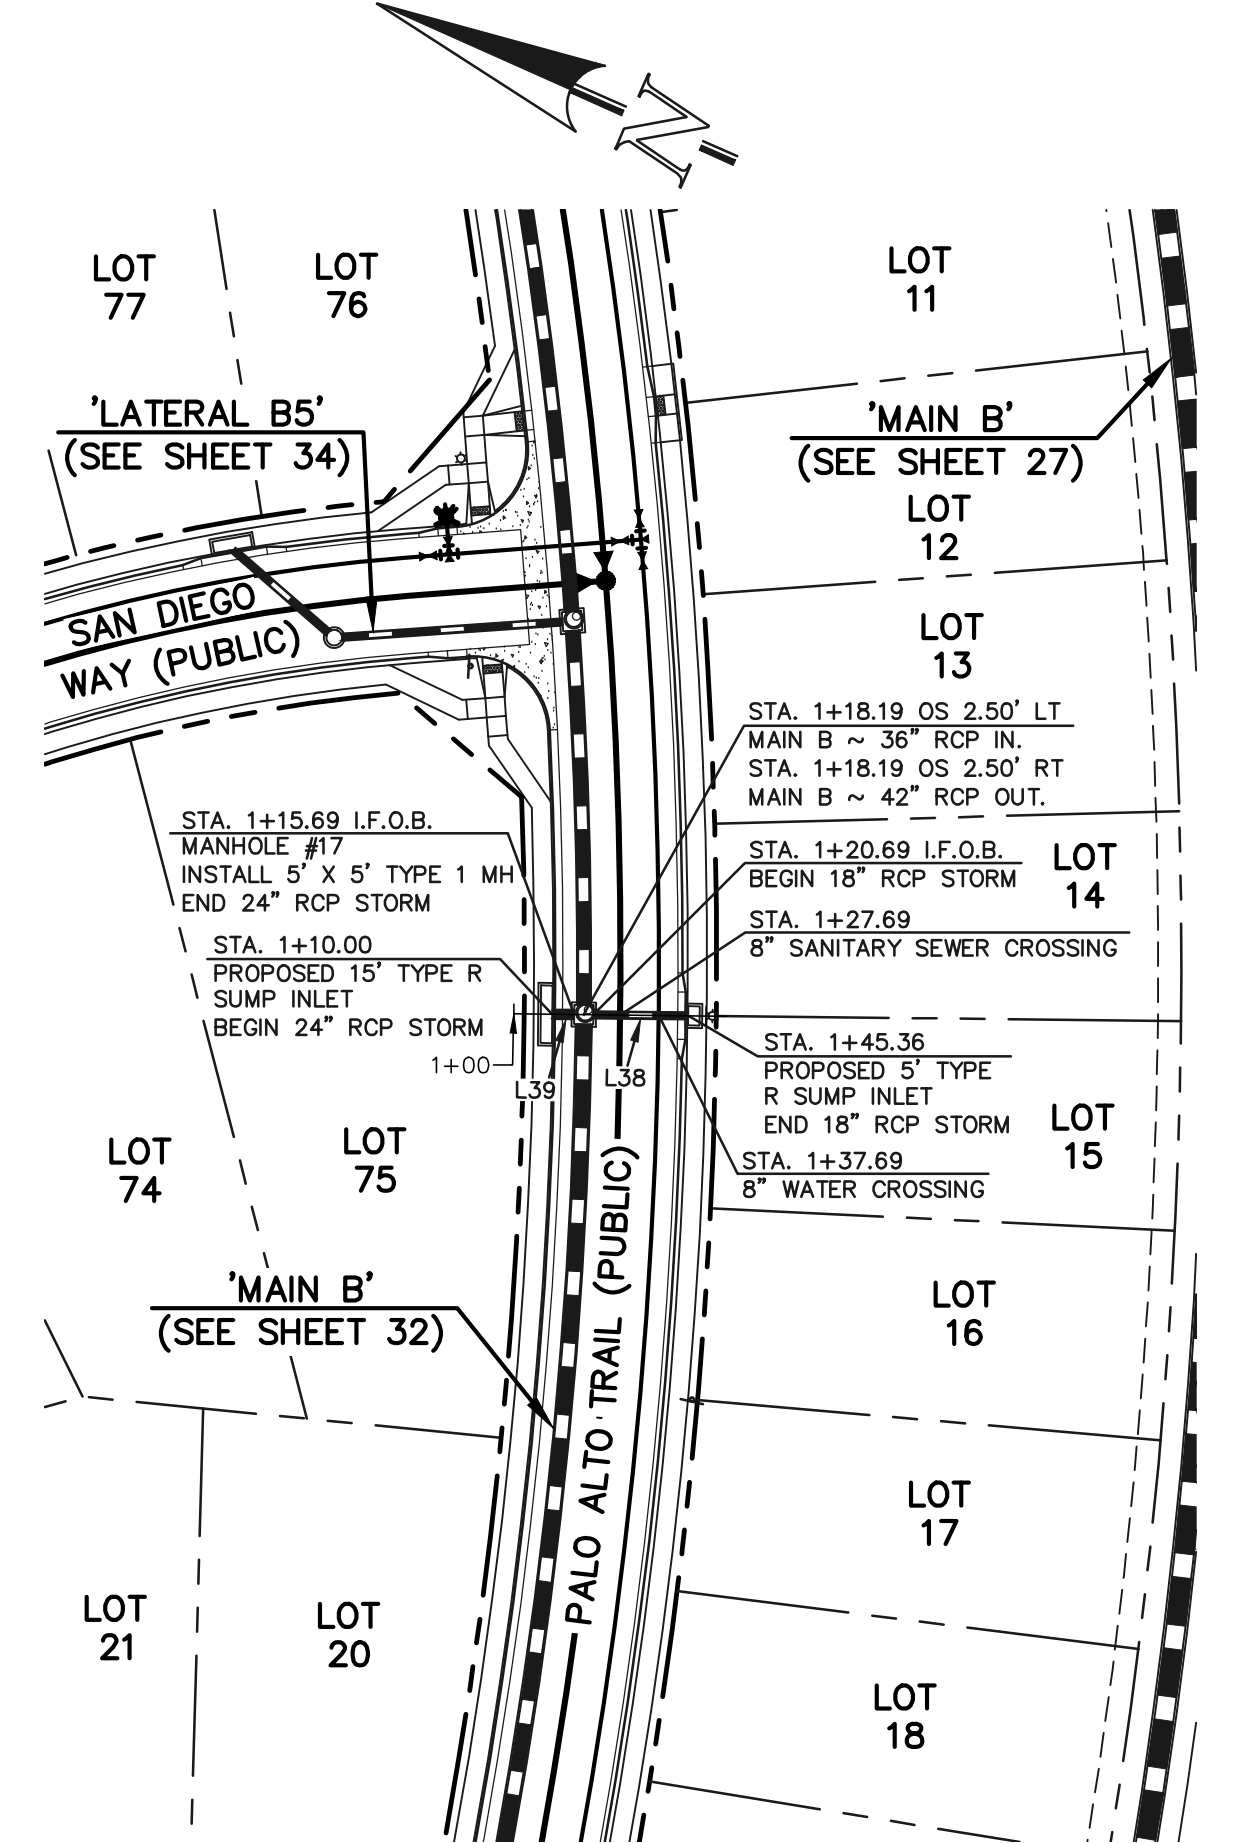 N
LOT
77
LOT
76
LOT
11
'LATERAL B5'
(SEE SHEET 34)
'MAIN B'
(SEE SHEET 27)
LOT
12
SAN DIEGO
WAY (PUBLIC)
LOT
13
STA. 1+18.19 OS 2.50' LT
MAIN B ~ 36" RCP IN.
STA. 1+18.19 OS 2.50' RT
MAIN B ~ 42" RCP OUT.
STA. 1+15.69 I.F.O.B.
MANHOLE #17
INSTALL 5' X 5' TYPE 1 MH
END 24" RCP STORM
STA. 1+20.69 I.F.O.B.
BEGIN 18" RCP STORM
LOT
14
STA. 1+27.69
8" SANITARY SEWER CROSSING
STA. 1+10.00
PROPOSED 15' TYPE R
SUMP INLET
BEGIN 24" RCP STORM
1+00
L39
L38
STA. 1+45.36
PROPOSED 5' TYPE
R SUMP INLET
END 18" RCP STORM
LOT
15
STA. 1+37.69
8" WATER CROSSING
LOT
74
LOT
75
'MAIN B'
(SEE SHEET 32)
PALO ALTO TRAIL (PUBLIC)
LOT
16
LOT
17
LOT
21
LOT
20
LOT
18